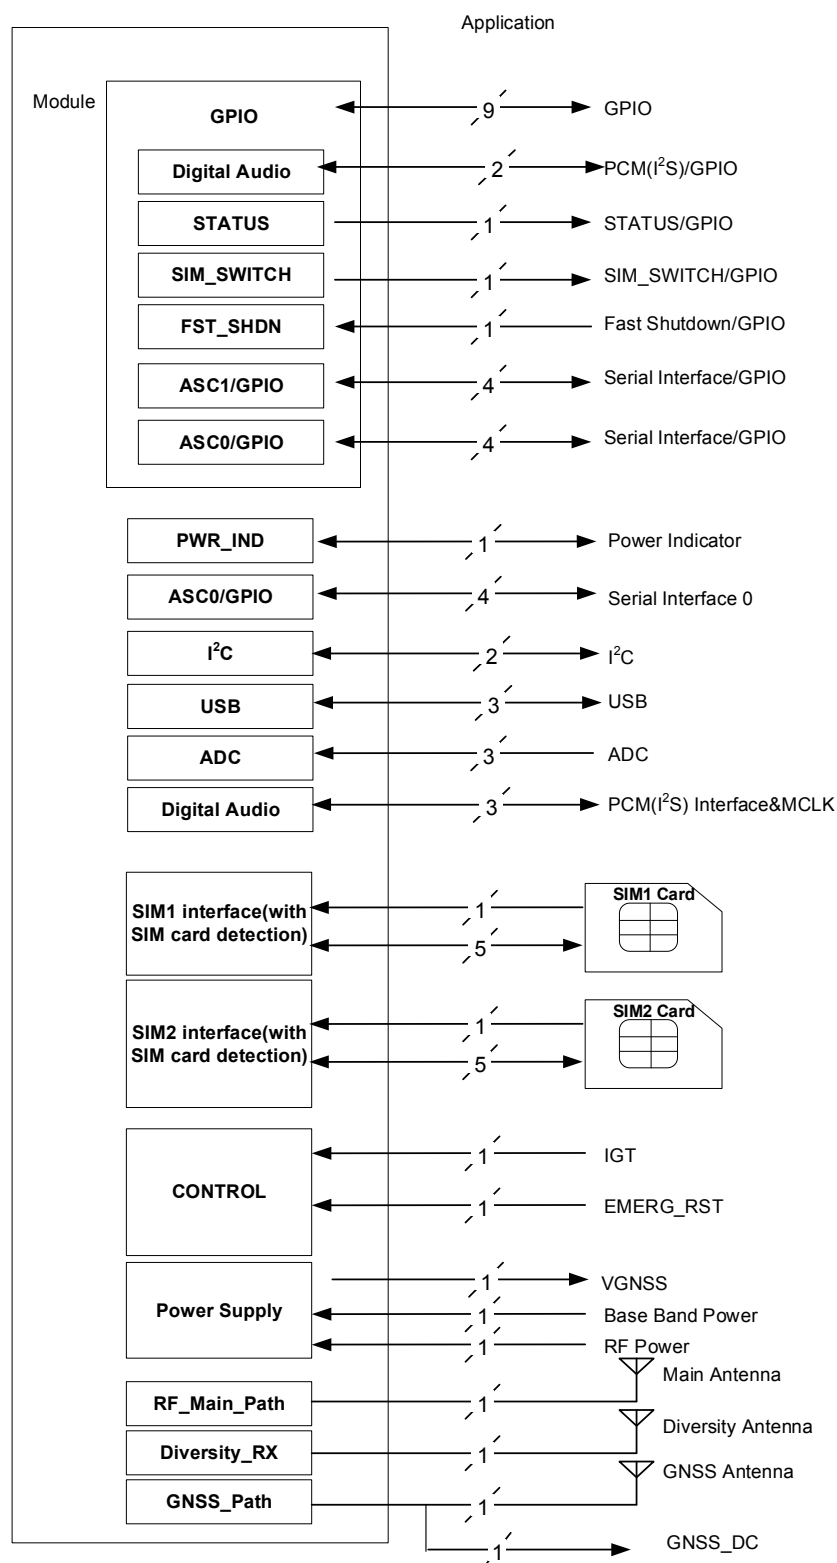 Application
Module
GPIO
9
GPIO
Digital Audio
2
PCM(I²S)/GPIO
STATUS
1
STATUS/GPIO
SIM_SWITCH
1
SIM_SWITCH/GPIO
FST_SHDN
1
Fast Shutdown/GPIO
ASC1/GPIO
4
Serial Interface/GPIO
ASC0/GPIO
4
Serial Interface/GPIO
PWR_IND
1
Power Indicator
ASC0/GPIO
4
Serial Interface 0
I²C
2
I²C
USB
3
USB
ADC
3
ADC
Digital Audio
3
PCM(I²S) Interface&MCLK
SIM1 interface(with
SIM card detection)
1
5
SIM1 Card
SIM2 interface(with
SIM card detection)
1
5
SIM2 Card
CONTROL
1
IGT
1
EMERG_RST
Power Supply
1
VGNSS
1
Base Band Power
1
RF Power
RF_Main_Path
1
Main Antenna
Diversity_RX
1
Diversity Antenna
GNSS_Path
1
GNSS Antenna
1
GNSS_DC